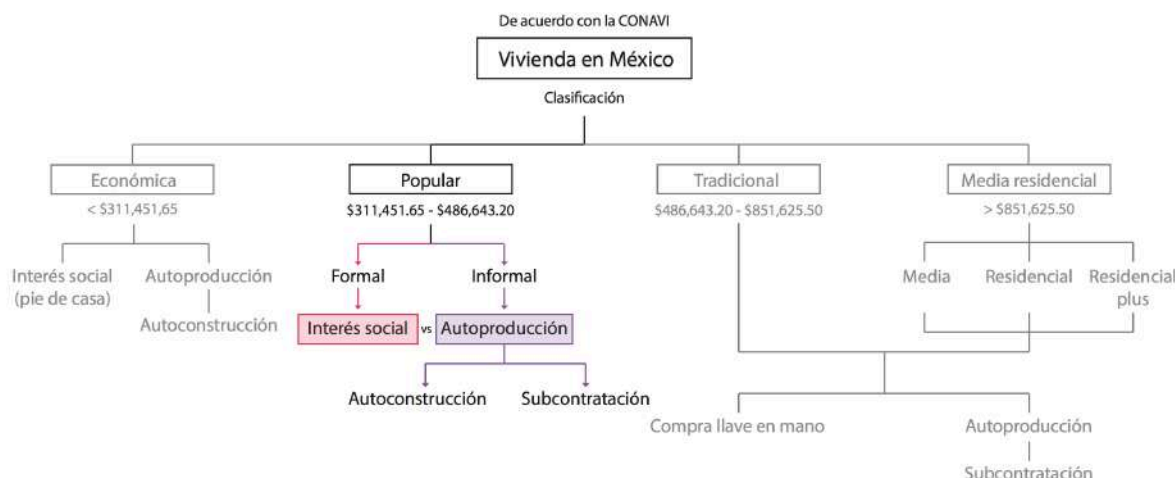 De acuerdo con la CONAVI
Vivienda en México
Clasificación
Económica
< $311,451,65
Interés social
(pie de casa)
Autoproducción
Autoconstrucción
Popular
$311,451.65 - $486,643.20
Formal
Informal
Interés social
vs
Autoproducción
Autoconstrucción
Subcontratación
Tradicional
$486,643.20 - $851,625.50
Media residencial
> $851,625.50
Media
Residencial
Residencial
plus
Compra llave en mano
Autoproducción
Subcontratación